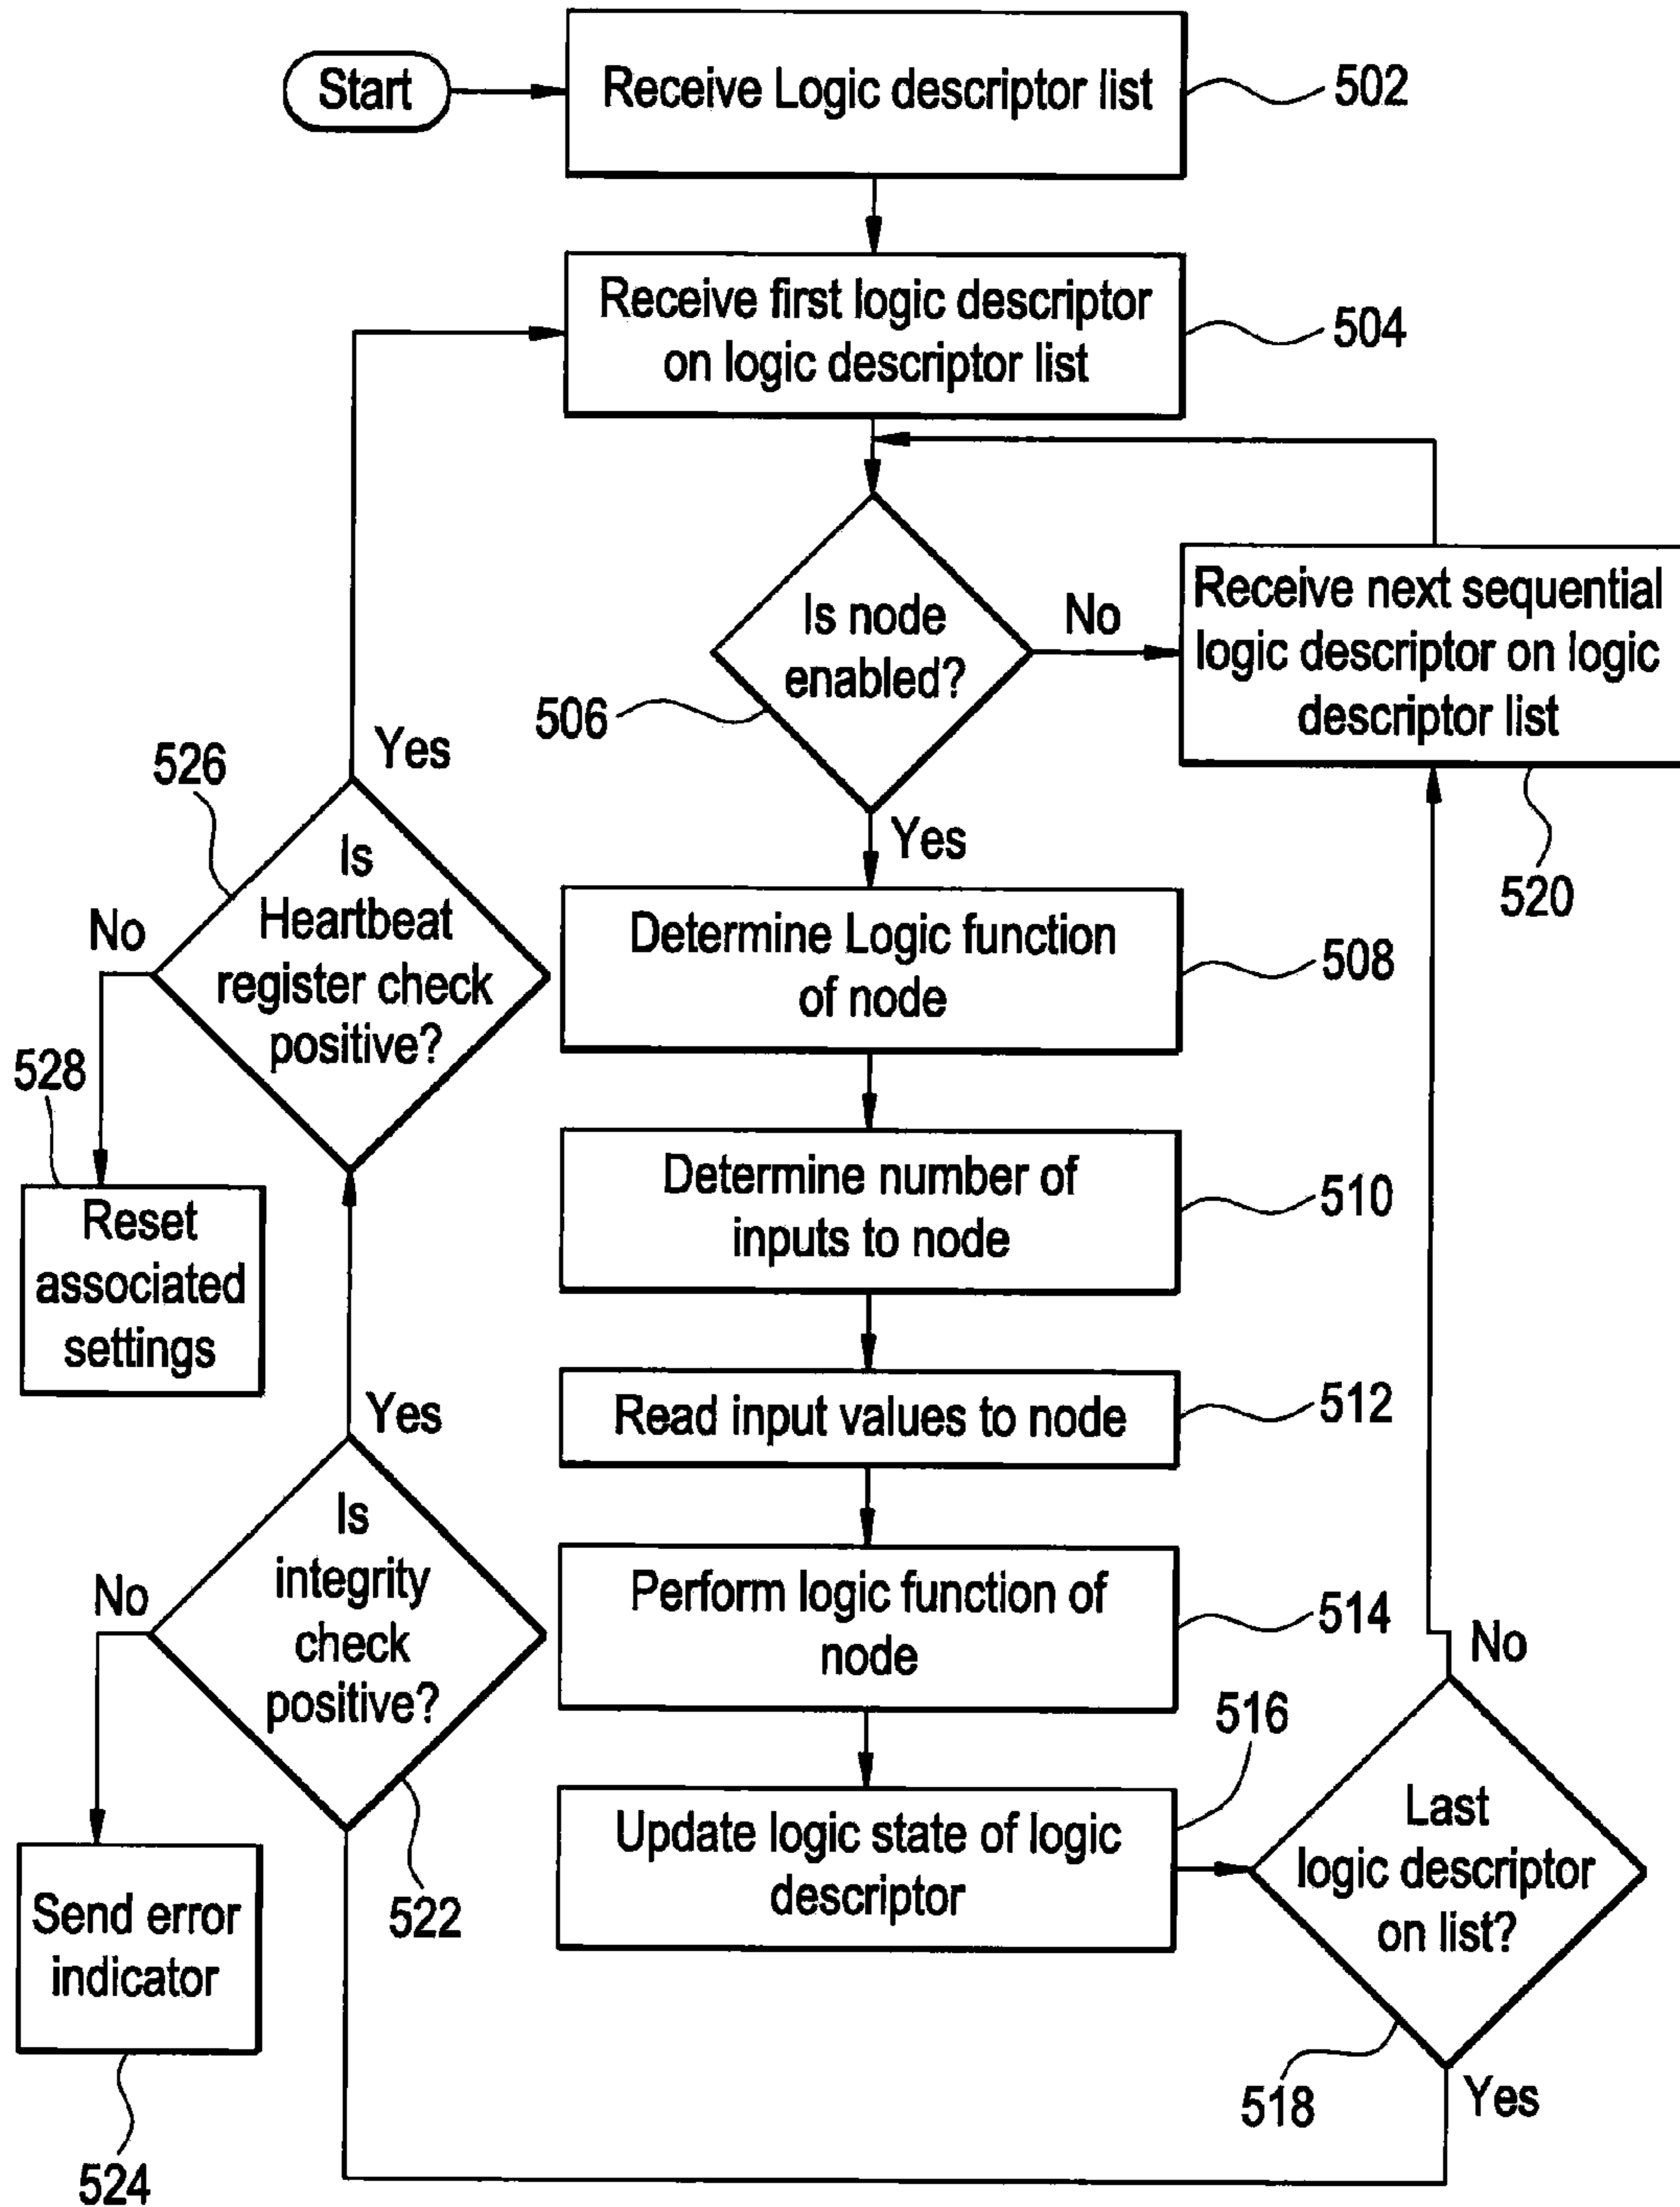 Start
Receive Logic descriptor list
502
Receive first logic descriptor
on logic descriptor list
504
Is node
enabled?
506
No
Yes
Receive next sequential
logic descriptor on logic
descriptor list
520
Determine Logic function
of node
508
Determine number of
inputs to node
510
Read input values to node
512
Perform logic function of
node
514
Update logic state of logic
descriptor
516
Last
logic descriptor
on list?
518
No
Yes
Is
integrity
check
positive?
522
No
Yes
Send error
indicator
524
Is
Heartbeat
register check
positive?
526
No
Yes
Reset
associated
settings
528